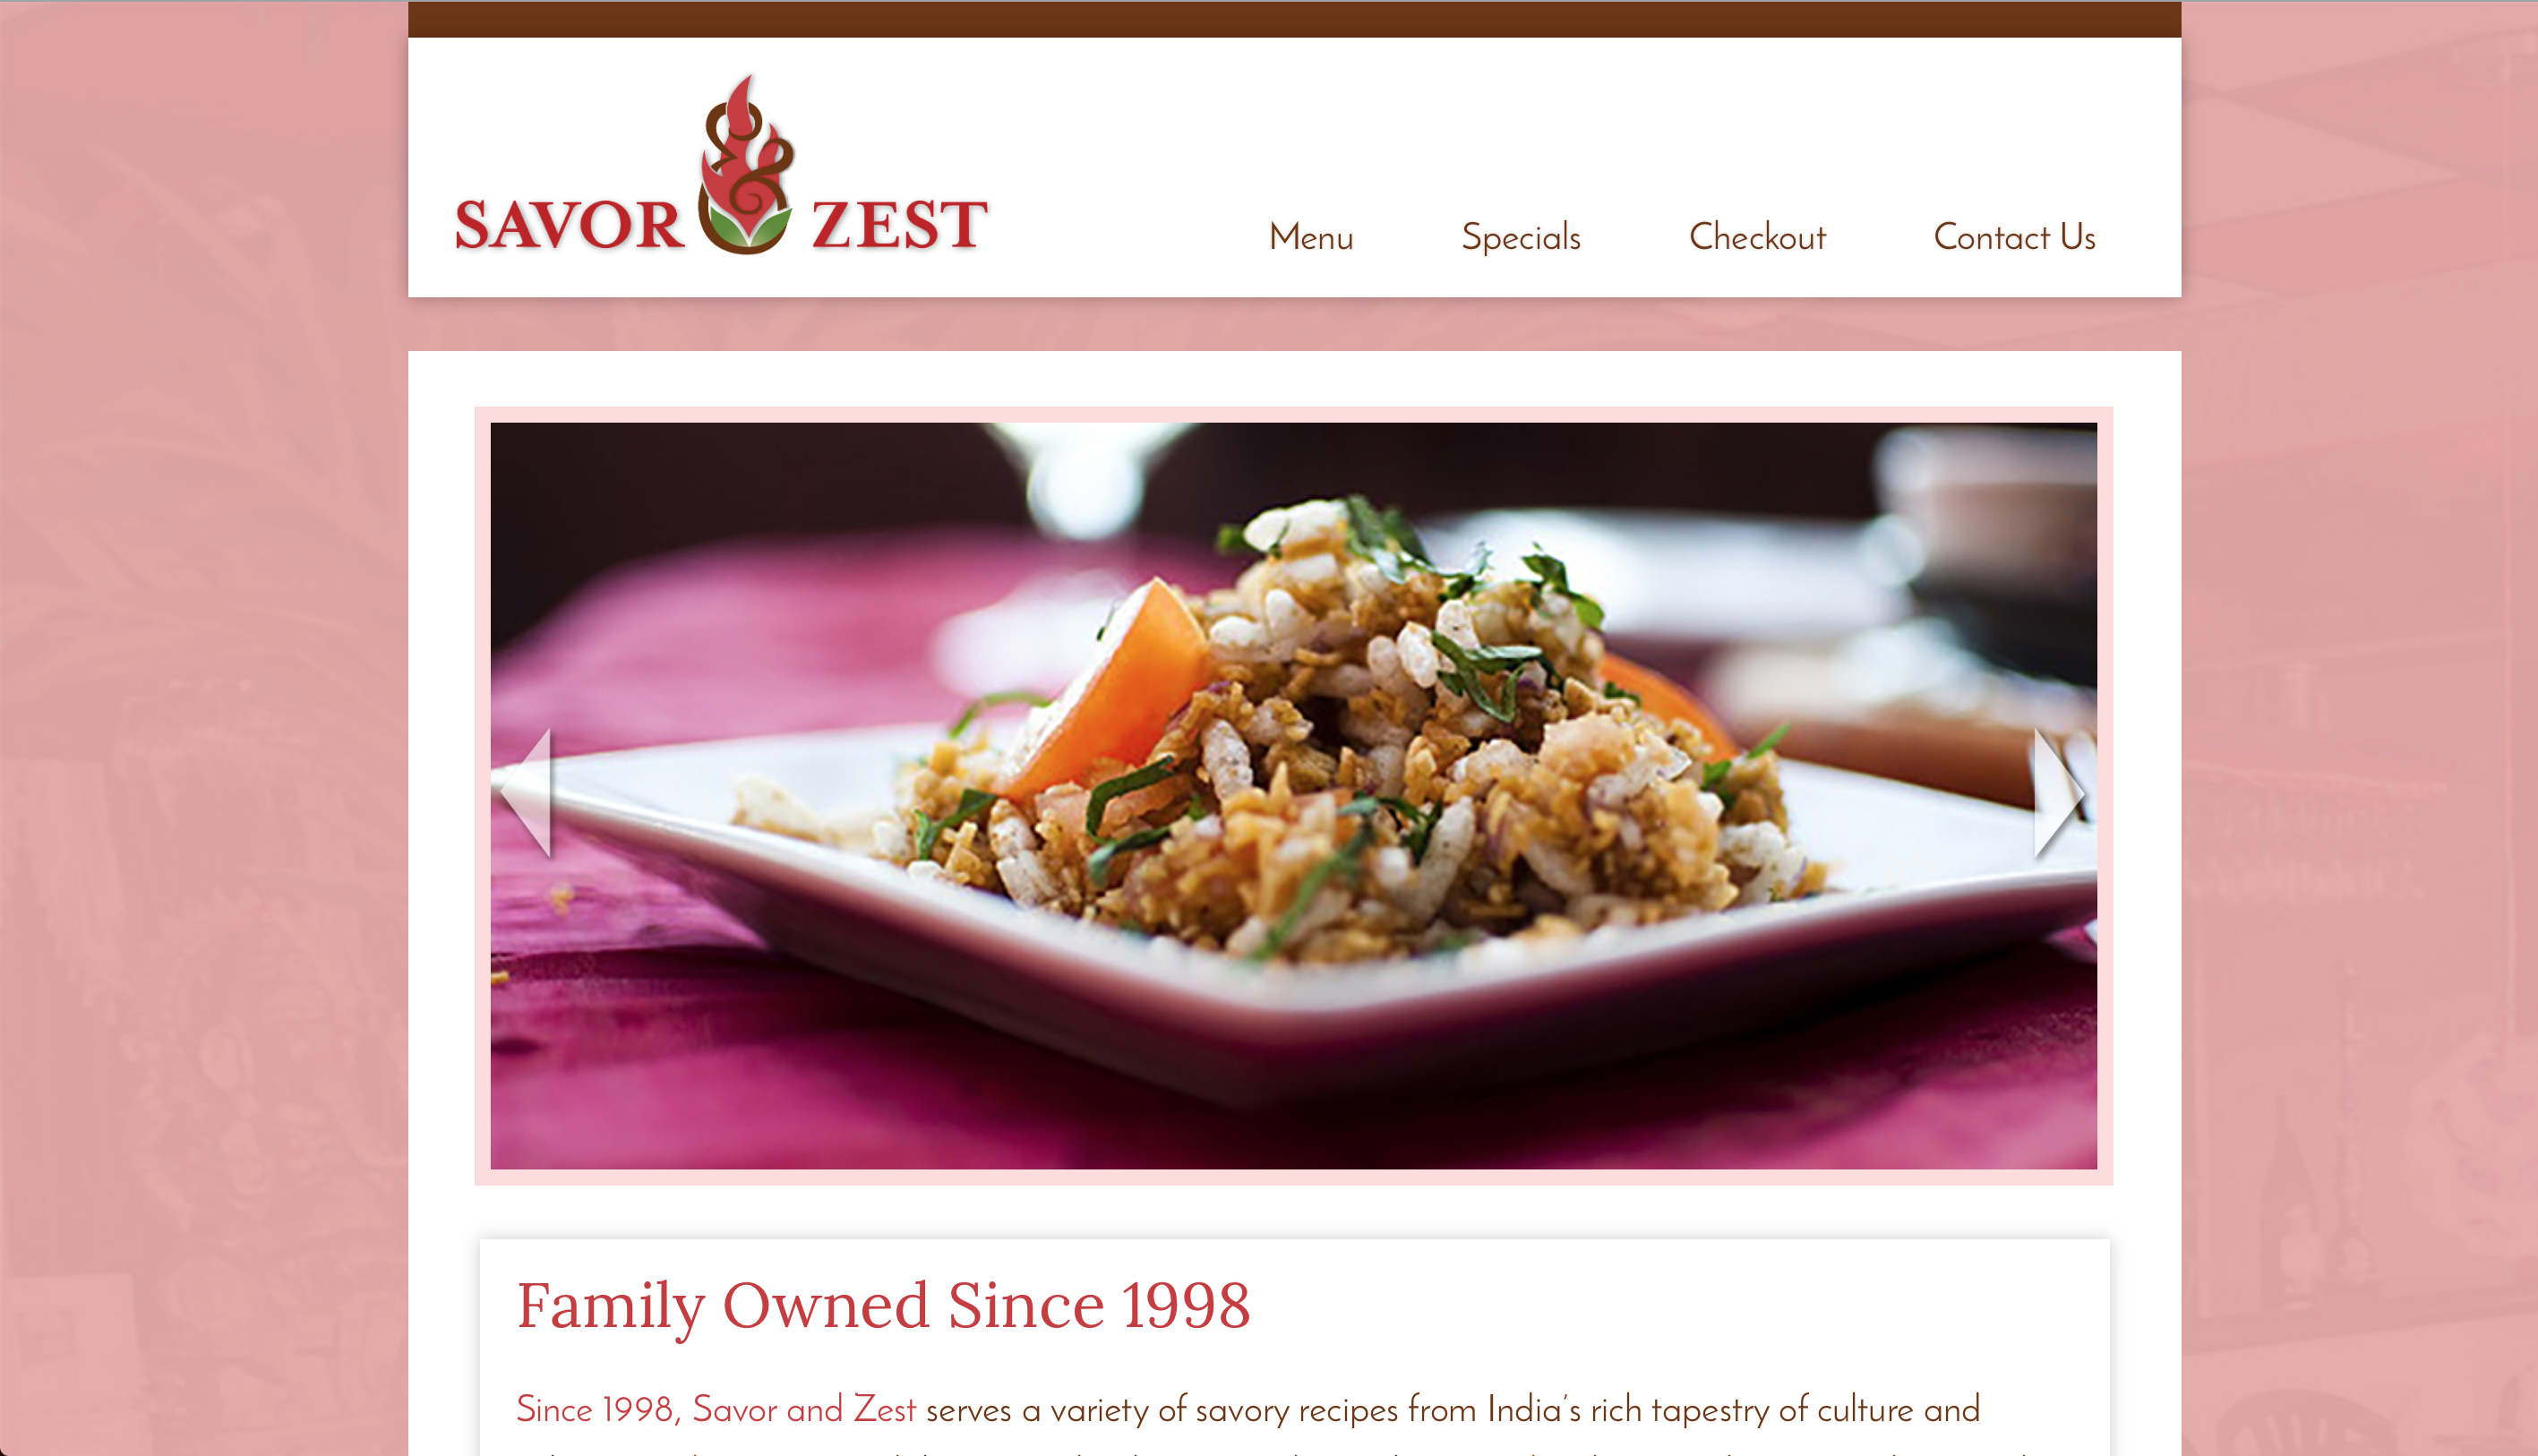 SAVOR & ZEST
Menu Specials Checkout Contact Us
Family Owned Since 1998
Since 1998, Savor and Zest serves a variety of savory recipes from India’s rich tapestry of culture and